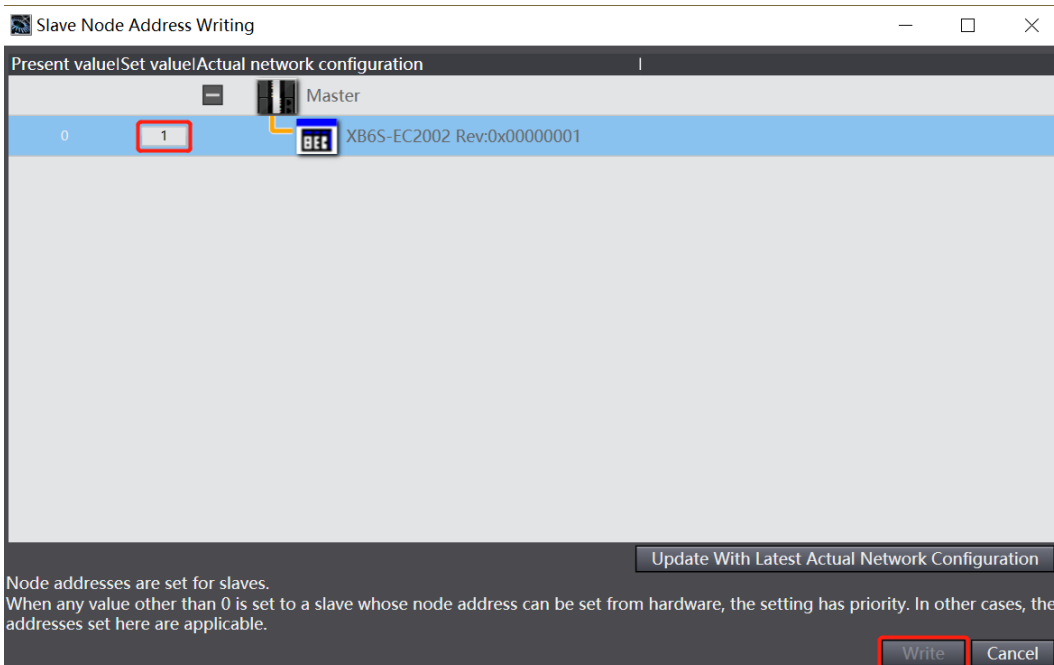 Slave Node Address Writing
Present value|Set value|Actual network configuration |
Master
0 1 XB6S-EC2002 Rev:0x00000001
Update With Latest Actual Network Configuration
Node addresses are set for slaves.
When any value other than 0 is set to a slave whose node address can be set from hardware, the setting has priority. In other cases, the
addresses set here are applicable.
Write Cancel